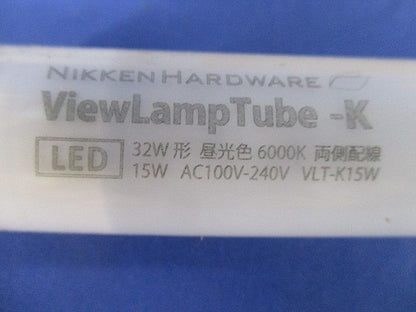 NIKKEN HARDWARE
ViewLampTube -K
LED 32W形 昼光色 6000K 両側配線
15W AC100V-240V VLT-K15W